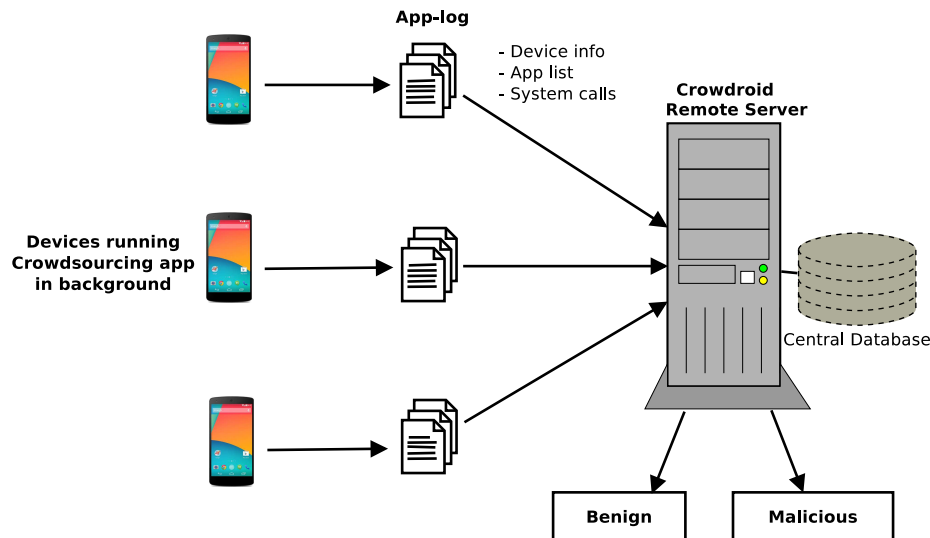 App-log
- Device info
- App list
- System calls
Crowdroid
Remote Server
Devices running
Crowdsourcing app
in background
Central Database
Benign
Malicious